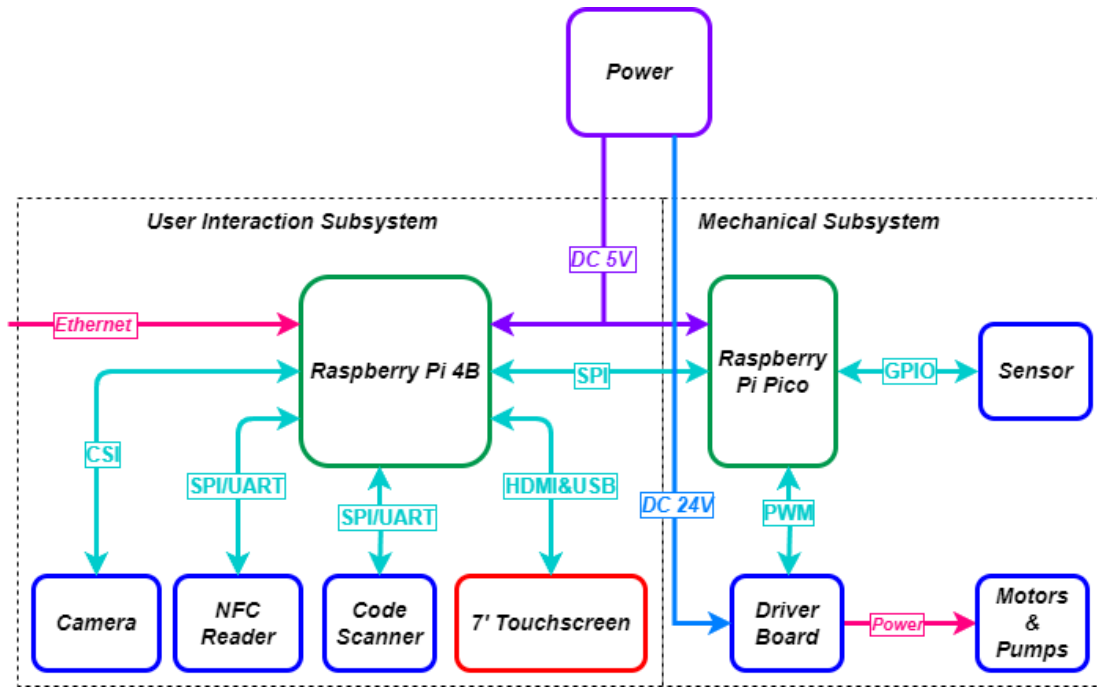 Power
User Interaction Subsystem
Mechanical Subsystem
DC 5V
Ethernet
Raspberry Pi 4B
SPI
Raspberry
Pi Pico
GPIO
Sensor
CSI
SPI/UART
SPI/UART
HDMI&USB
DC 24V
PWM
Camera
NFC
Reader
Code
Scanner
7' Touchscreen
Driver
Board
Power
Motors
&
Pumps